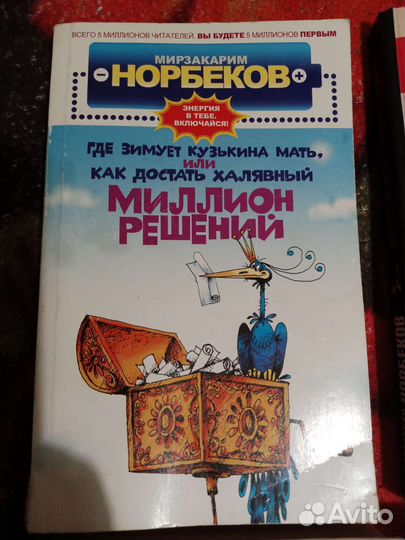 ВСЕГО 5 МИЛЛИОНОВ ЧИТАТЕЛЕЙ. ВЫ БУДЕТЕ 5 МИЛЛИОНОВ ПЕРВЫМ
МИРЗАКАРИМ
- НОРБЕКОВ +
ЭНЕРГИЯ
В ТЕБЕ.
ВКЛЮЧАЙСЯ!
ГДЕ ЗИМУЕТ КУЗЬКИНА МАТЬ,
ИЛИ
КАК ДОСТАТЬ ХАЛЯВНЫЙ
МИЛЛИОН
РЕШЕНИЙ
НОРБЕКОВ
Avito